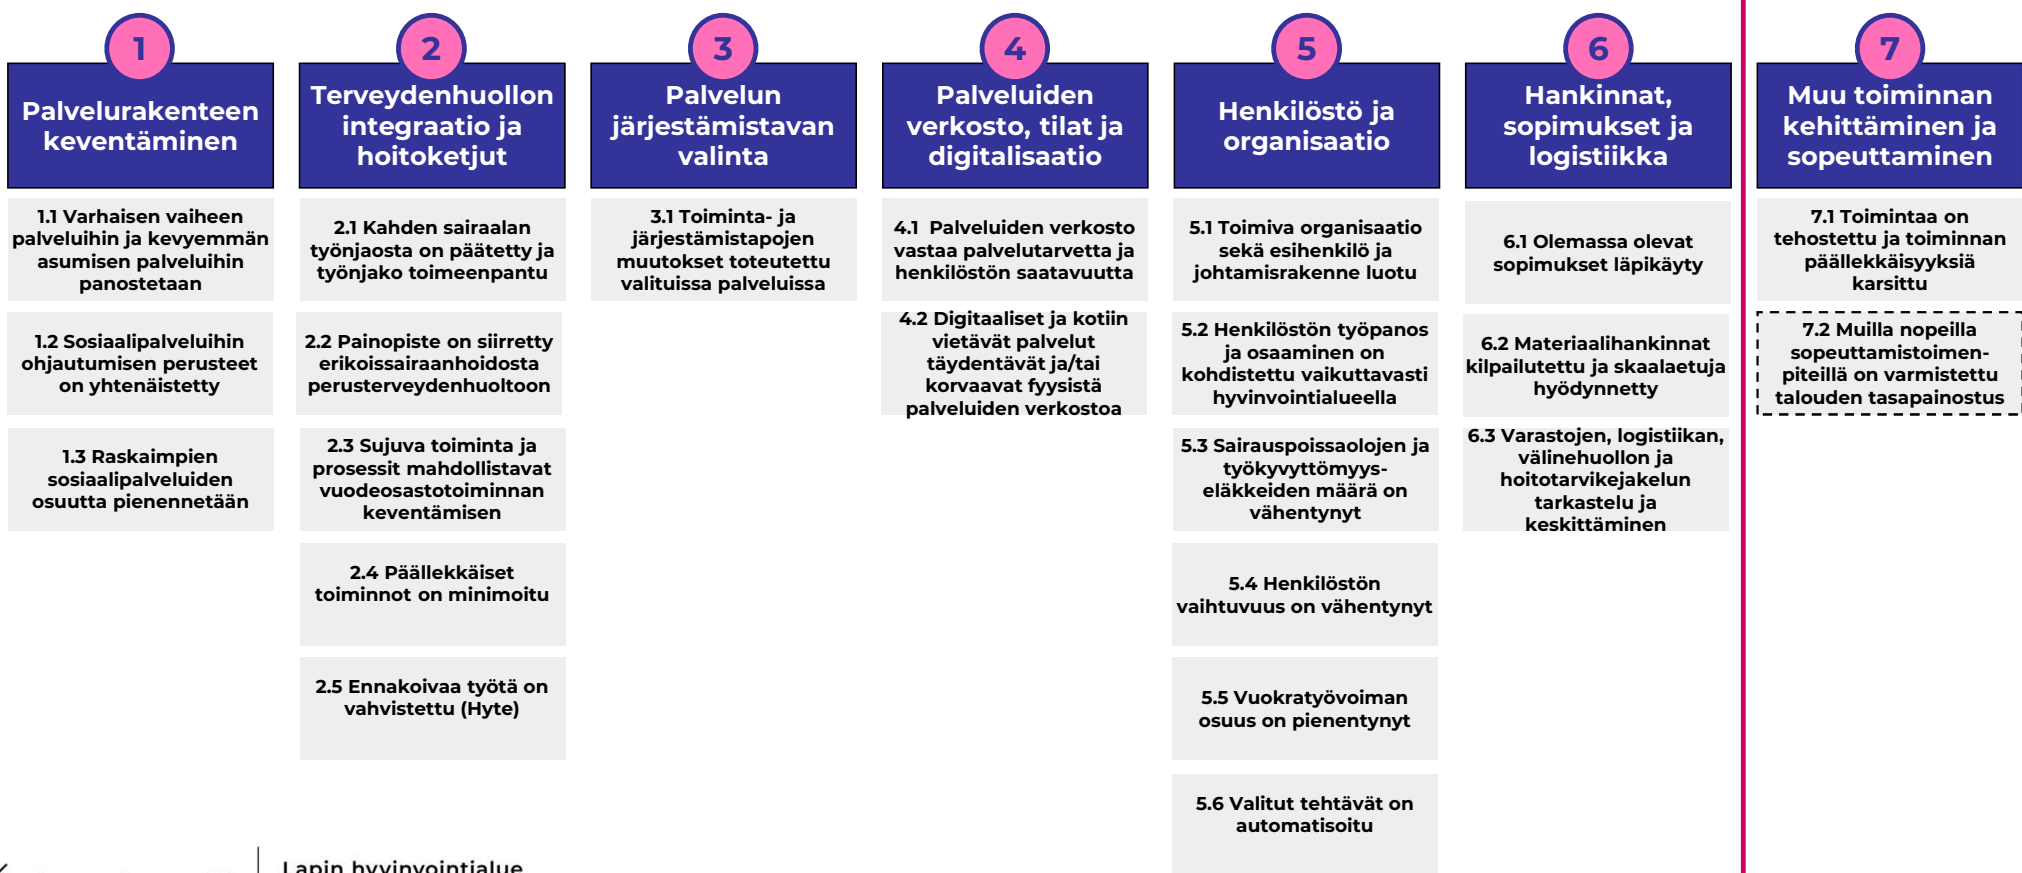 1
Palvelurakenteen
keventäminen
1.1 Varhaisen vaiheen
palveluihin ja kevyemmän
asumisen palveluihin
panostetaan
1.2 Sosiaalipalveluihin
ohjautumisen perusteet
on yhtenäistetty
1.3 Raskaimpien
sosiaalipalveluiden
osuutta pienennetään
2
Terveydenhuollon
integraatio ja
hoitoketjut
2.1 Kahden sairaalan
työnjaosta on päätetty ja
työnjako toimeenpantu
2.2 Painopiste on siirretty
erikoissairaanhoidosta
perusterveydenhuoltoon
2.3 Sujuva toiminta ja
prosessit mahdollistavat
vuodeosastotoiminnan
keventämisen
2.4 Päällekkäiset
toiminnot on minimoitu
2.5 Ennakoivaa työtä on
vahvistettu (Hyte)
3
Palvelun
järjestämistavan
valinta
3.1 Toiminta- ja
järjestämistapojen
muutokset toteutettu
valituissa palveluissa
4
Palveluiden
verkosto, tilat ja
digitalisaatio
4.1 Palveluiden verkosto
vastaa palvelutarvetta ja
henkilöstön saatavuutta
4.2 Digitaaliset ja kotiin
vietävät palvelut
täydentävät ja/tai
korvaavat fyysistä
palveluiden verkostoa
5
Henkilöstö ja
organisaatio
5.1 Toimiva organisaatio
sekä esihenkilö ja
johtamisrakenne luotu
5.2 Henkilöstön työpanos
ja osaaminen on
kohdistettu vaikuttavasti
hyvinvointialueella
5.3 Sairauspoissaolojen ja
työkyvyttömyys-
eläkkeiden määrä on
vähentynyt
5.4 Henkilöstön
vaihtuvuus on vähentynyt
5.5 Vuokratyövoiman
osuus on pienentynyt
5.6 Valitut tehtävät on
automatisoitu
6
Hankinnat,
sopimukset ja
logistiikka
6.1 Olemassa olevat
sopimukset läpikäyty
6.2 Materiaalihankinnat
kilpailutettu ja skaalaetuja
hyödynnetty
6.3 Varastojen, logistiikan,
välinehuollon ja
hoitotarvikejakelun
tarkastelu ja
keskittäminen
7
Muu toiminnan
kehittäminen ja
sopeuttaminen
7.1 Toimintaa on
tehostettu ja toiminnan
päällekkäisyyksiä
karsittu
7.2 Muilla nopeilla
sopeuttamistoimen-
piteillä on varmistettu
talouden tasapainostus
Lapin hyvinvointialue